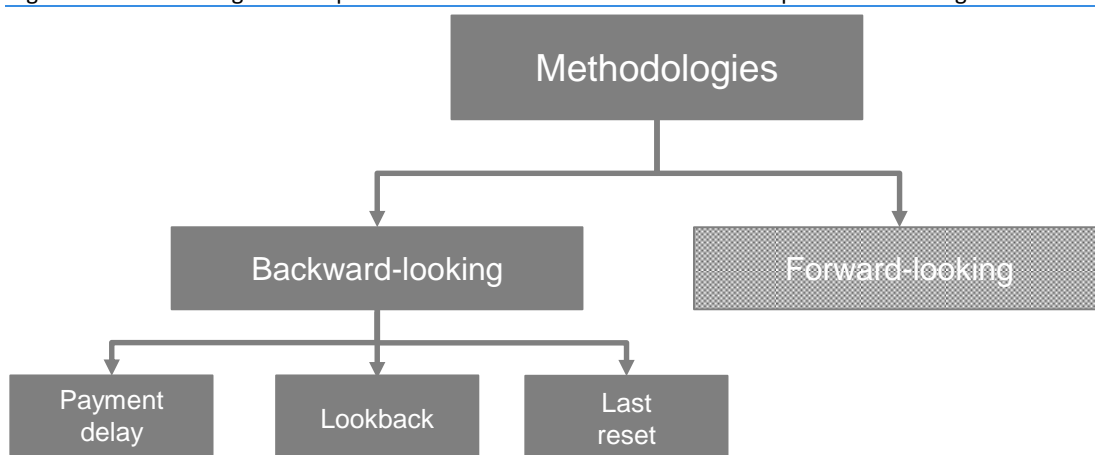 Methodologies
Backward-looking
Forward-looking
Payment
delay
Lookback
Last
reset